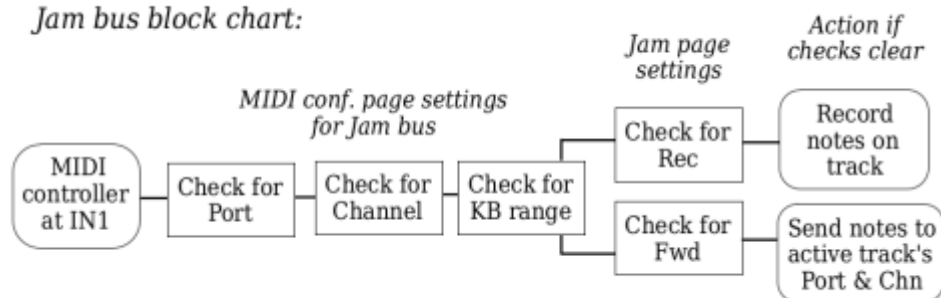 Jam bus block chart:
Action if
checks clear
Jam page
settings
MIDI conf. page settings
for Jam bus
MIDI
controller
at IN1
Check for
Port
Check for
Channel
Check for
KB range
Check for
Rec
Record
notes on
track
Check for
Fwd
Send notes to
active track's
Port & Chn